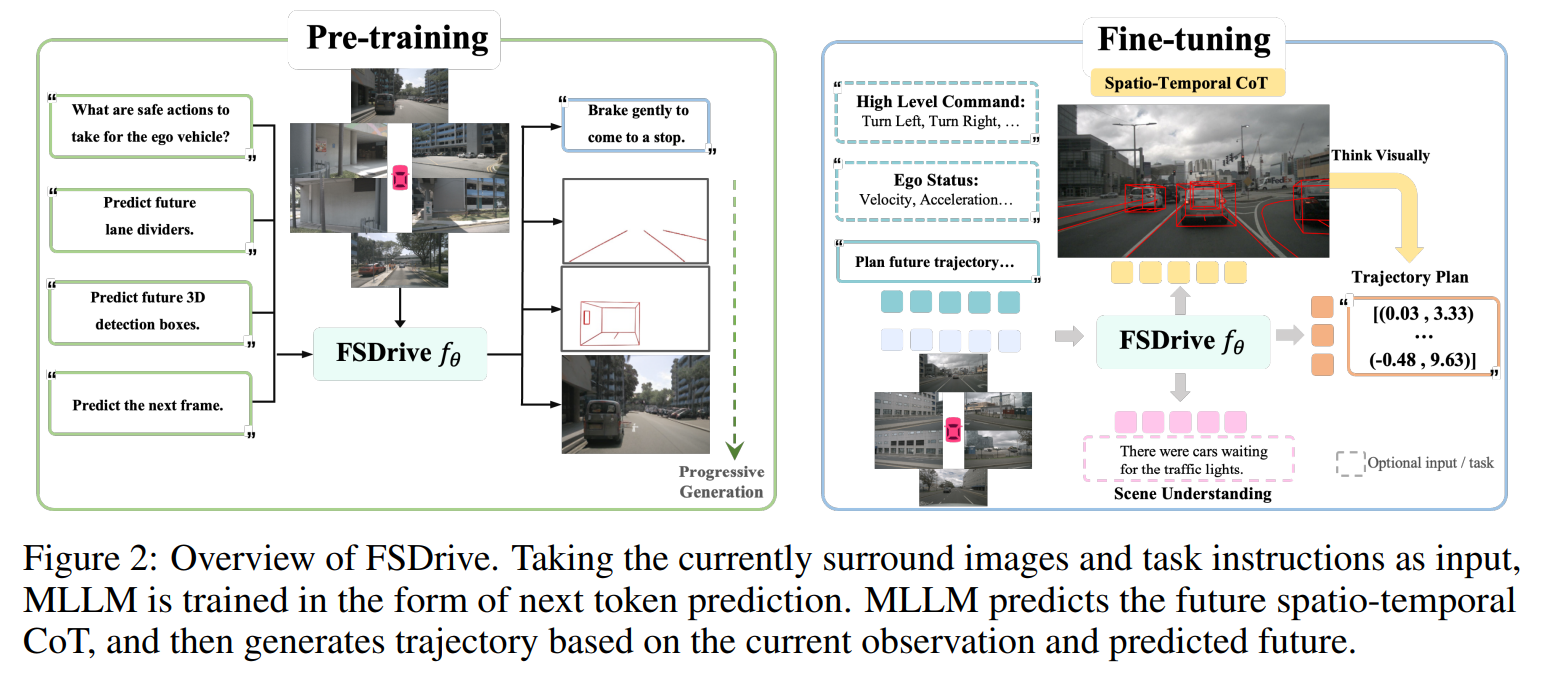 Pre-training
“
What are safe actions to
take for the ego vehicle?
”
“
Predict future
lane dividers.
”
“
Predict future 3D
detection boxes.
”
“
Predict the next frame.
”
FSDrive fθ
“
Brake gently to
come to a stop.
”
Progressive
Generation
Fine-tuning
Spatio-Temporal CoT
“
High Level Command:
Turn Left, Turn Right, …
”
“
Ego Status:
Velocity, Acceleration…
”
“
Plan future trajectory…
”
FedEx
Think Visually
Trajectory Plan
“
[(0.03 , 3.33)
…
(-0.48 , 9.63)]
”
FSDrive fθ
“
There were cars waiting
for the traffic lights.
”
Scene Understanding
Optional input / task
Figure 2: Overview of FSDrive. Taking the currently surround images and task instructions as input,
MLLM is trained in the form of next token prediction. MLLM predicts the future spatio-temporal
CoT, and then generates trajectory based on the current observation and predicted future.